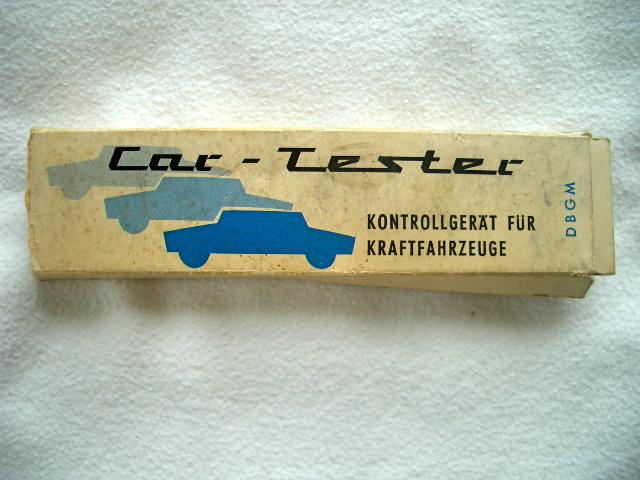 Car-Tester
KONTROLLGERÄT FÜR
KRAFTFAHRZEUGE
DBGM